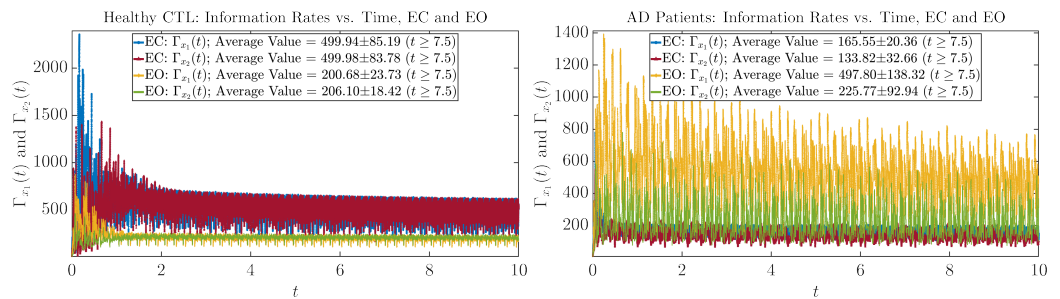 Healthy CTL: Information Rates vs. Time, EC and EO
EC: Γx₁(t); Average Value = 499.94±85.19 (t ≥ 7.5)
EC: Γx₂(t); Average Value = 499.98±83.78 (t ≥ 7.5)
EO: Γx₁(t); Average Value = 200.68±23.73 (t ≥ 7.5)
EO: Γx₂(t); Average Value = 206.10±18.42 (t ≥ 7.5)
Γx₁(t) and Γx₂(t)
2000
1500
1000
500
0 2 4 6 8 10
t
AD Patients: Information Rates vs. Time, EC and EO
EC: Γx₁(t); Average Value = 165.55±20.36 (t ≥ 7.5)
EC: Γx₂(t); Average Value = 133.82±32.66 (t ≥ 7.5)
EO: Γx₁(t); Average Value = 497.80±138.32 (t ≥ 7.5)
EO: Γx₂(t); Average Value = 225.77±92.94 (t ≥ 7.5)
Γx₁(t) and Γx₂(t)
1400
1200
1000
800
600
400
200
0 2 4 6 8 10
t